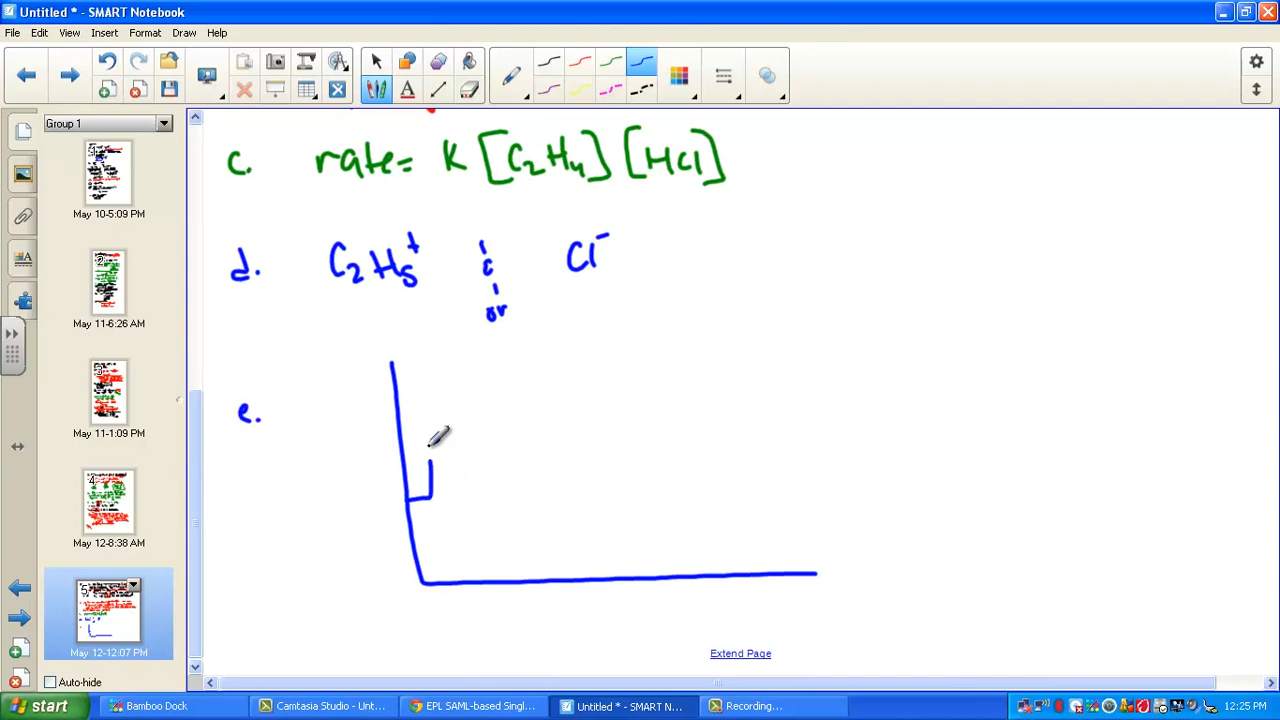 Untitled * - SMART Notebook
File Edit View Insert Format Draw Help
Group 1
May 10-5:09 PM
May 11-6:26 AM
May 11-1:09 PM
May 12-8:38 AM
May 12-12:07 PM
Auto-hide
c. rate= K [C2H4] [HCl]
d. C2H5+ or Cl-
e.
Extend Page
start Bamboo Dock Camtasia Studio - Unt... EPL SAML-based Singl... Untitled * - SMART N... Recording... 12:25 PM